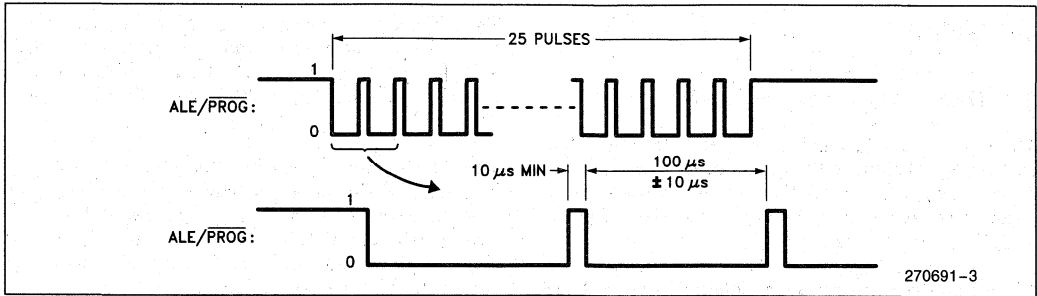 25 PULSES
1
ALE/PROG:
0
10 μs MIN
100 μs
± 10 μs
1
ALE/PROG:
0
270691-3